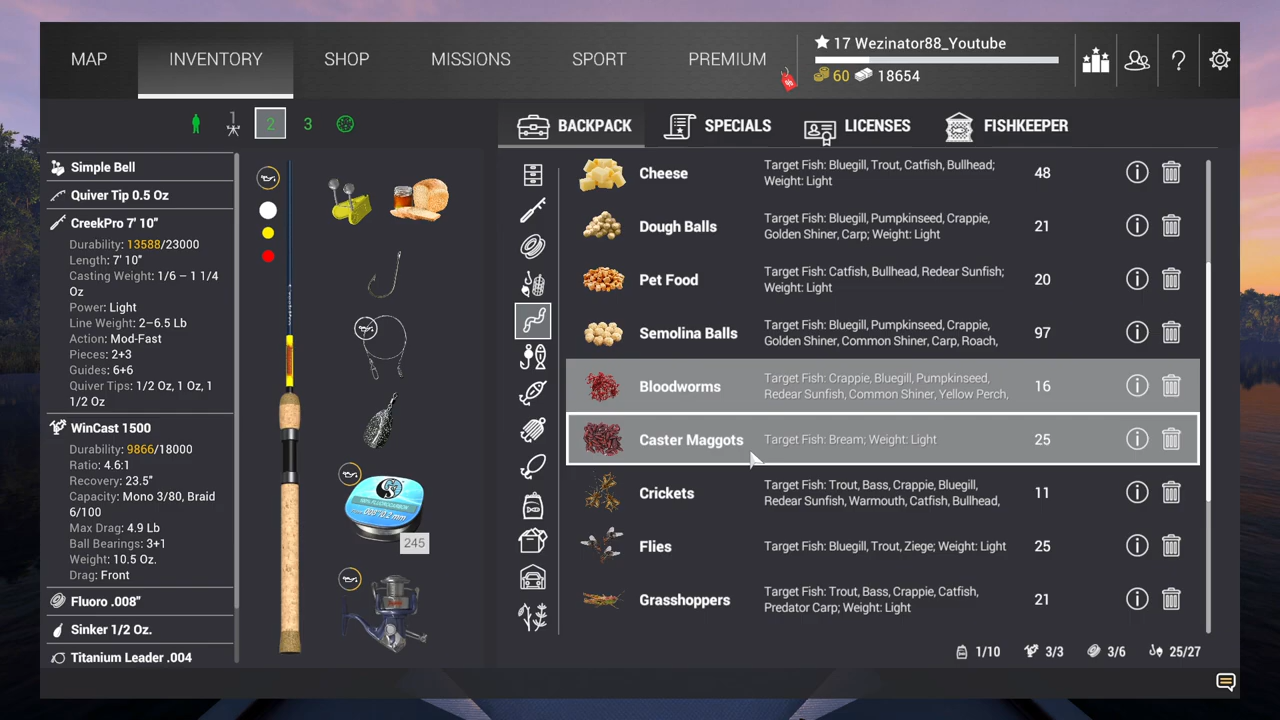 MAP
INVENTORY
SHOP
MISSIONS
SPORT
PREMIUM
17 Wezinator88_Youtube
60 18654
1
2
3
BACKPACK
SPECIALS
LICENSES
FISHKEEPER
Simple Bell
Quiver Tip 0.5 Oz
CreekPro 7' 10"
Durability: 13588/23000
Length: 7' 10"
Casting Weight: 1/6 – 1 1/4
Oz
Power: Light
Line Weight: 2–6.5 Lb
Action: Mod-Fast
Pieces: 2+3
Guides: 6+6
Quiver Tips: 1/2 Oz, 1 Oz, 1
1/2 Oz
WinCast 1500
Durability: 9866/18000
Ratio: 4.6:1
Recovery: 23.5"
Capacity: Mono 3/80, Braid
6/100
Max Drag: 4.9 Lb
Ball Bearings: 3+1
Weight: 10.5 Oz.
Drag: Front
Fluoro .008"
Sinker 1/2 Oz.
Titanium Leader .004
100% FLUOROCARBON
.008"/0.2 mm
245
Cheese
Target Fish: Bluegill, Trout, Catfish, Bullhead;
Weight: Light
48
Dough Balls
Target Fish: Bluegill, Pumpkinseed, Crappie,
Golden Shiner, Carp; Weight: Light
21
Pet Food
Target Fish: Catfish, Bullhead, Redear Sunfish;
Weight: Light
20
Semolina Balls
Target Fish: Bluegill, Pumpkinseed, Crappie,
Golden Shiner, Common Shiner, Carp, Roach,
97
Bloodworms
Target Fish: Crappie, Bluegill, Pumpkinseed,
Redear Sunfish, Common Shiner, Yellow Perch,
16
Caster Maggots
Target Fish: Bream; Weight: Light
25
Crickets
Target Fish: Trout, Bass, Crappie, Bluegill,
Redear Sunfish, Warmouth, Catfish, Bullhead,
11
Flies
Target Fish: Bluegill, Trout, Ziege; Weight: Light
25
Grasshoppers
Target Fish: Trout, Bass, Crappie, Catfish,
Predator Carp; Weight: Light
21
1/10
3/3
3/6
25/27